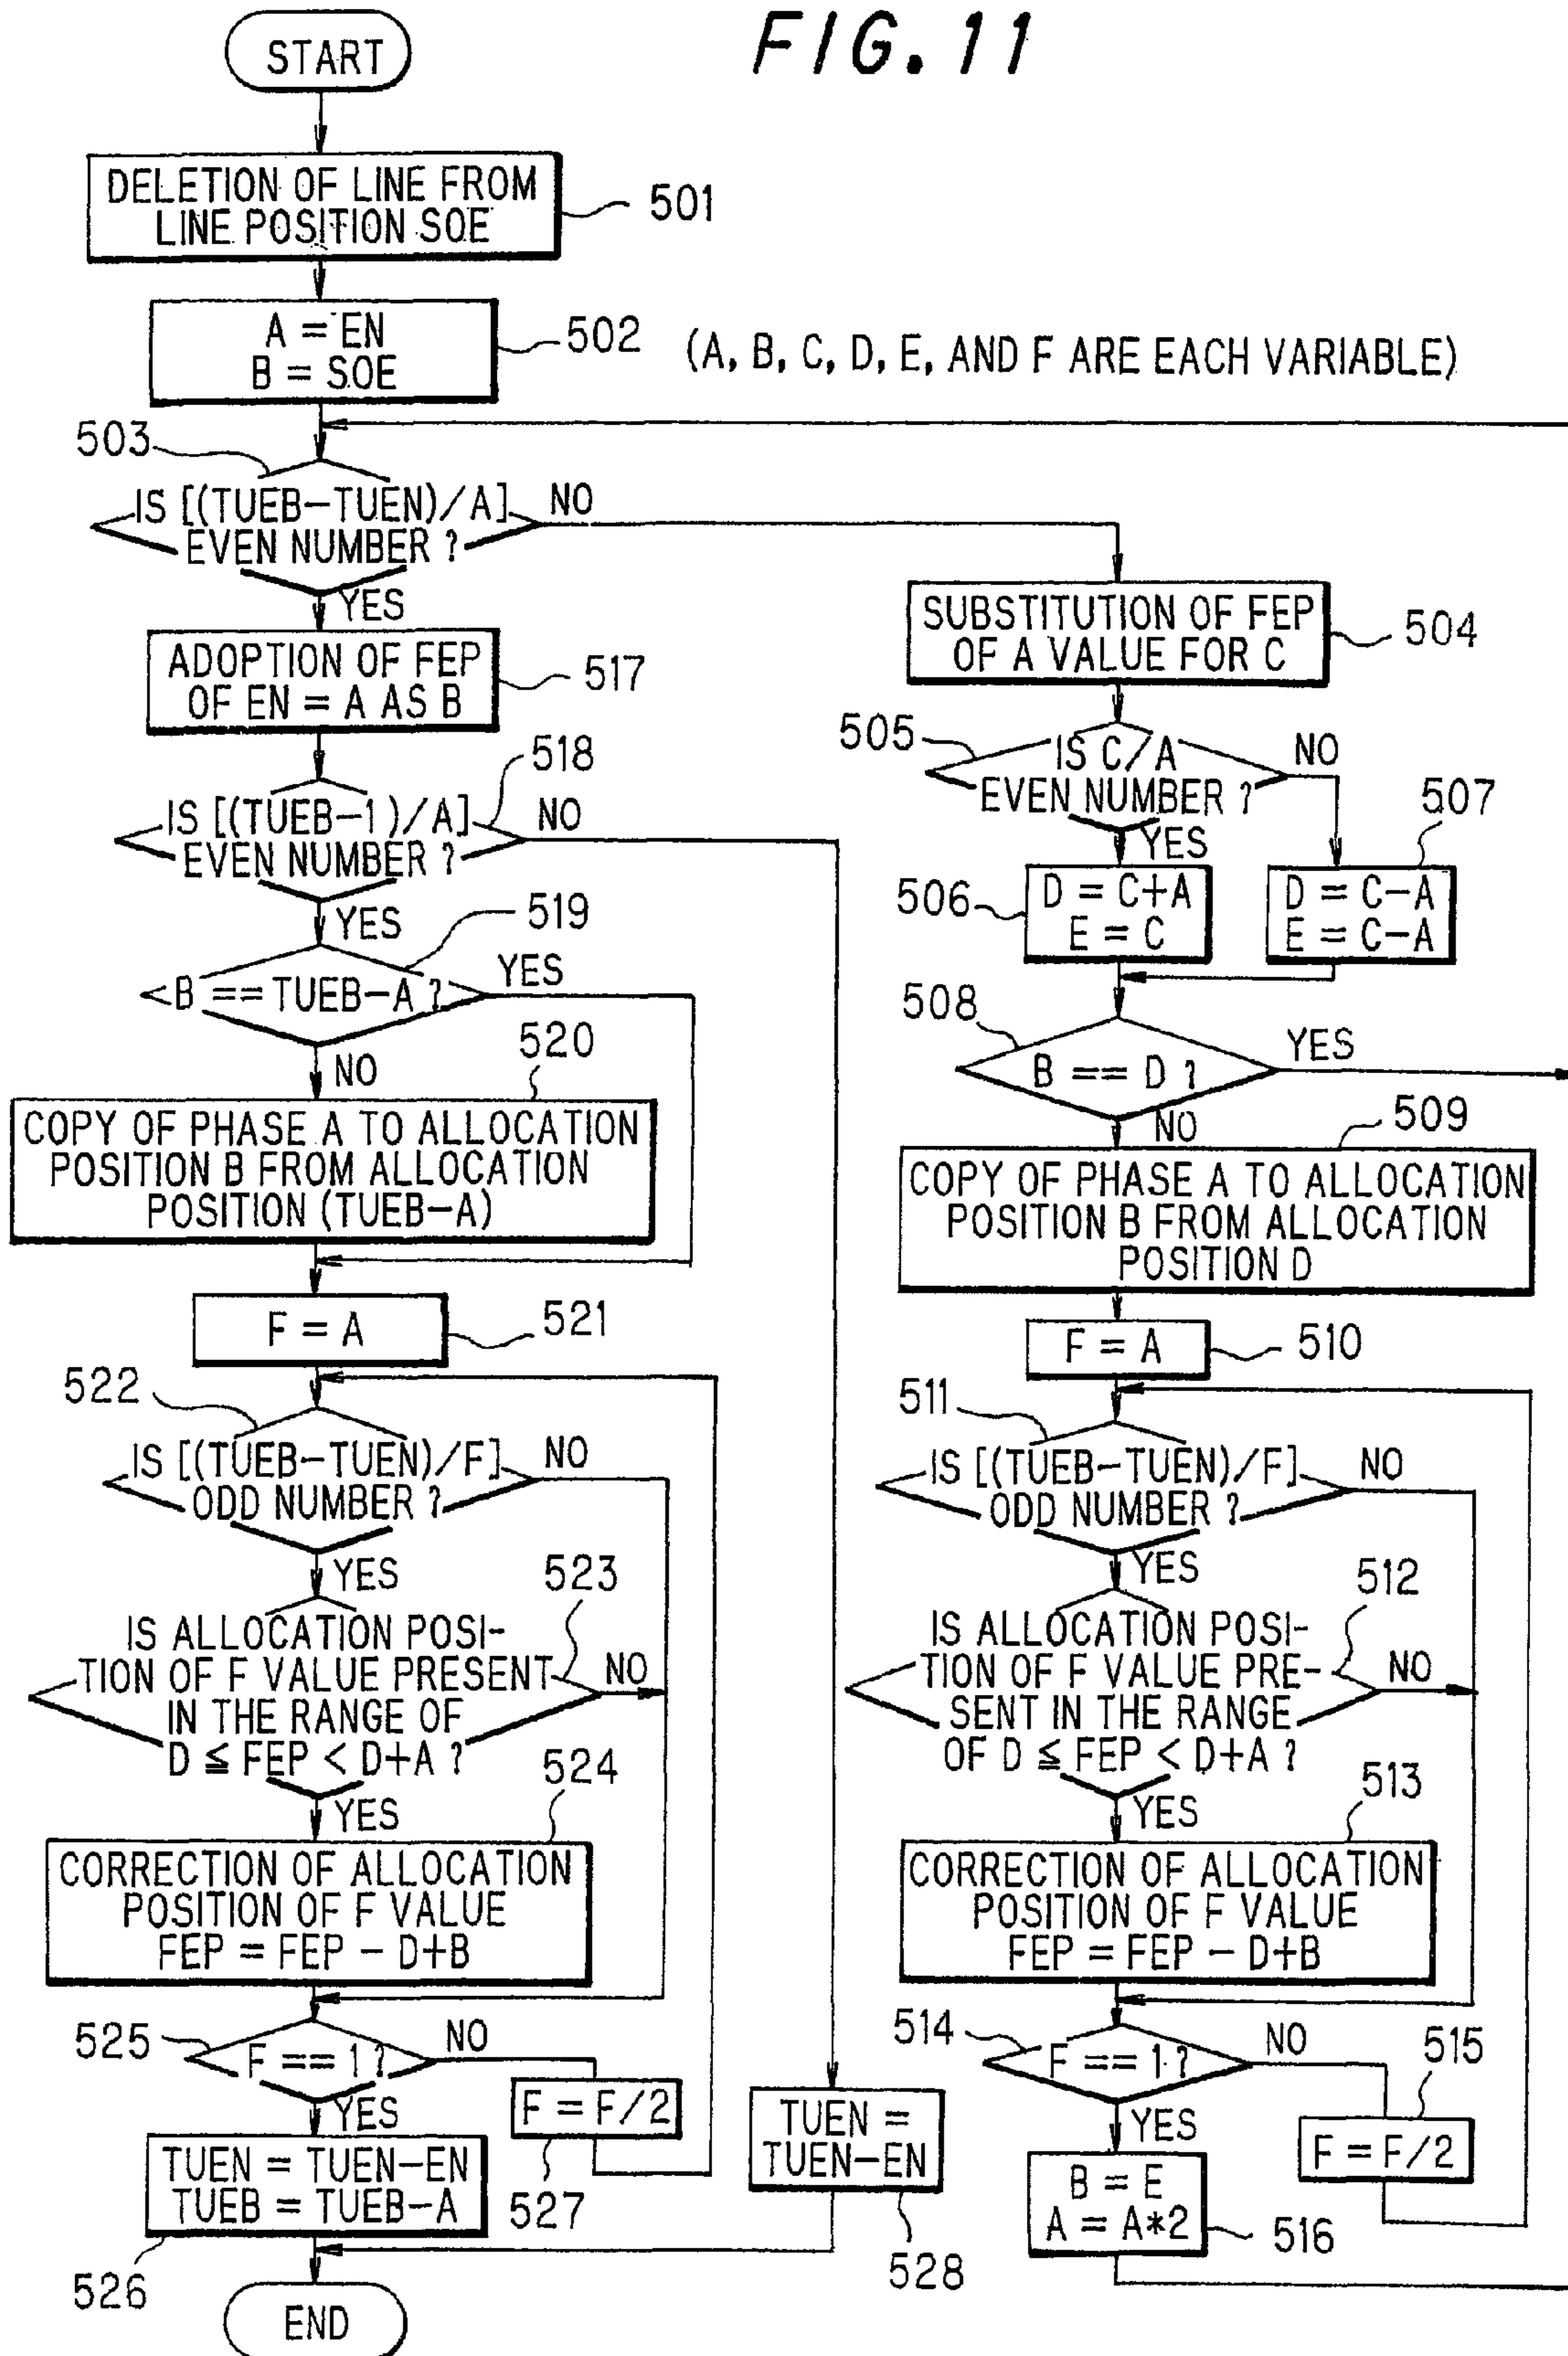 FIG. 11
START
DELETION OF LINE FROM
LINE POSITION SOE
501
A = EN
B = SOE
502
(A, B, C, D, E, AND F ARE EACH VARIABLE)
503
IS [(TUEB-TUEN)/A]
EVEN NUMBER ?
NO
YES
ADOPTION OF FEP
OF EN = A AS B
517
518
IS [(TUEB-1)/A]
EVEN NUMBER ?
NO
YES
519
B == TUEB-A ?
YES
520
NO
COPY OF PHASE A TO ALLOCATION
POSITION B FROM ALLOCATION
POSITION (TUEB-A)
F = A
521
522
IS [(TUEB-TUEN)/F]
ODD NUMBER ?
NO
YES
523
IS ALLOCATION POSI-
TION OF F VALUE PRESENT
IN THE RANGE OF
D ≦ FEP < D+A ?
NO
524
YES
CORRECTION OF ALLOCATION
POSITION OF F VALUE
FEP = FEP - D+B
525
F == 1 ?
NO
YES
F = F/2
527
TUEN = TUEN-EN
TUEB = TUEB-A
526
TUEN =
TUEN-EN
528
END
SUBSTITUTION OF FEP
OF A VALUE FOR C
504
505
IS C/A
EVEN NUMBER ?
NO
YES
507
506
D = C+A
E = C
D = C-A
E = C-A
508
B == D ?
YES
NO
509
COPY OF PHASE A TO ALLOCATION
POSITION B FROM ALLOCATION
POSITION D
F = A
510
511
IS [(TUEB-TUEN)/F]
ODD NUMBER ?
NO
YES
512
IS ALLOCATION POSI-
TION OF F VALUE PRE-
SENT IN THE RANGE
OF D ≦ FEP < D+A ?
NO
513
YES
CORRECTION OF ALLOCATION
POSITION OF F VALUE
FEP = FEP - D+B
514
F == 1 ?
NO
515
YES
F = F/2
B = E
A = A*2
516